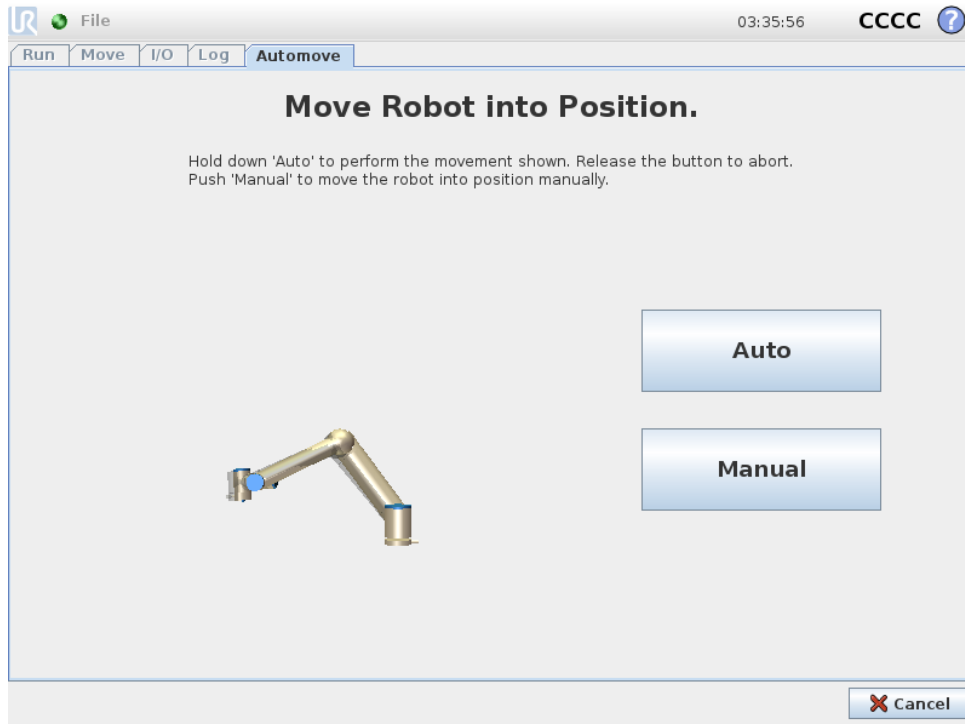 UR File 03:35:56 CCCC ?
Run Move I/O Log Automove
Move Robot into Position.
Hold down 'Auto' to perform the movement shown. Release the button to abort.
Push 'Manual' to move the robot into position manually.
Auto
Manual
Cancel